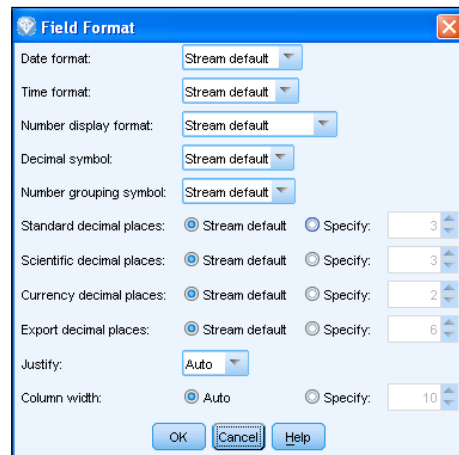 Field Format
Date format: Stream default
Time format: Stream default
Number display format: Stream default
Decimal symbol: Stream default
Number grouping symbol: Stream default
Standard decimal places: Stream default Specify: 3
Scientific decimal places: Stream default Specify: 3
Currency decimal places: Stream default Specify: 2
Export decimal places: Stream default Specify: 6
Justify: Auto
Column width: Auto Specify: 10
OK Cancel Help